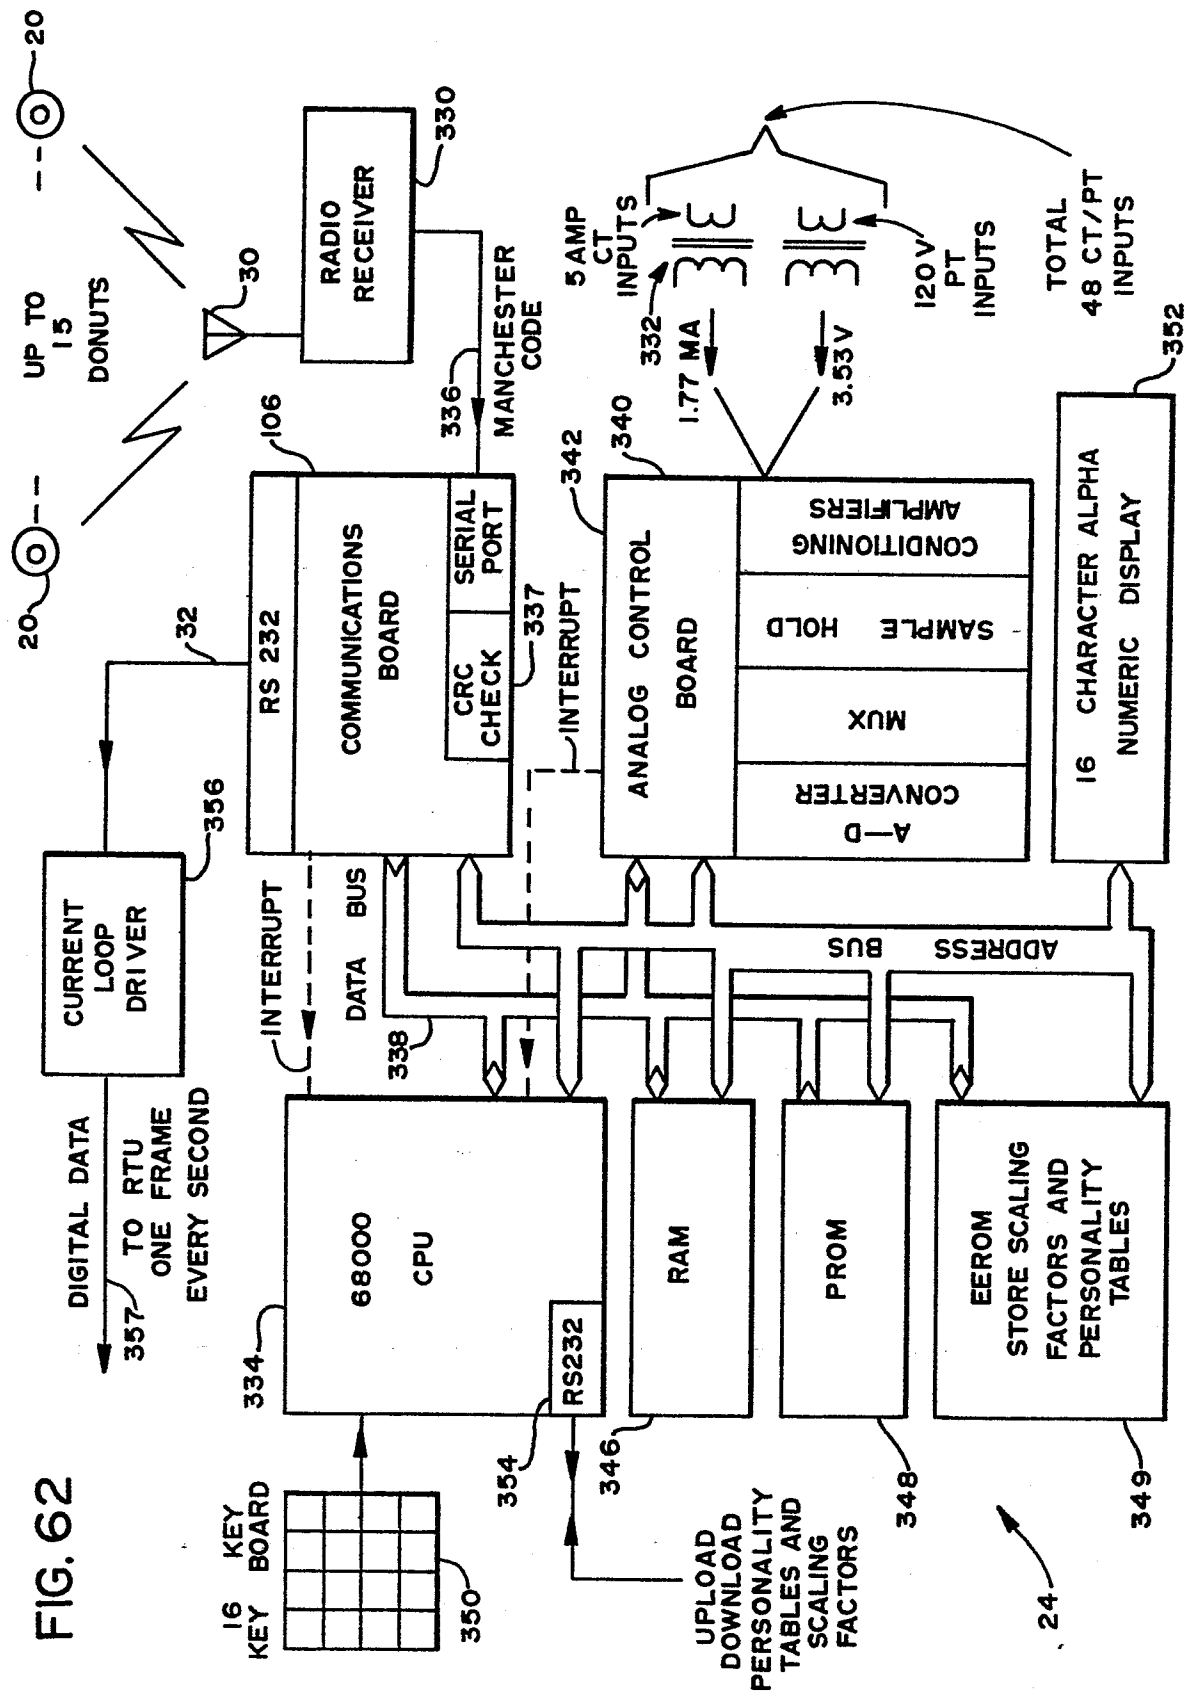 FIG. 62
16 KEY
KEY BOARD
350
334
68000
CPU
RS232
354
UPLOAD
DOWNLOAD
PERSONALITY
TABLES AND
SCALING
FACTORS
24
DIGITAL DATA
TO RTU
ONE FRAME
EVERY SECOND
357
CURRENT
LOOP
DRIVER
356
32
INTERRUPT
DATA BUS
338
RS 232
COMMUNICATIONS
BOARD
106
CRC
CHECK
SERIAL
PORT
337
INTERRUPT
20
20
UP TO
15
DONUTS
30
RADIO
RECEIVER
330
336
MANCHESTER
CODE
RAM
346
PROM
348
EEROM
STORE SCALING
FACTORS AND
PERSONALITY
TABLES
349
ADDRESS BUS
342
340
ANALOG CONTROL
BOARD
A-D
CONVERTER
MUX
SAMPLE HOLD
CONDITIONING
AMPLIFIERS
5 AMP
CT
INPUTS
332
1.77 MA
3.53 V
120 V
PT
INPUTS
TOTAL
48 CT/PT
INPUTS
16 CHARACTER ALPHA
NUMERIC DISPLAY
352